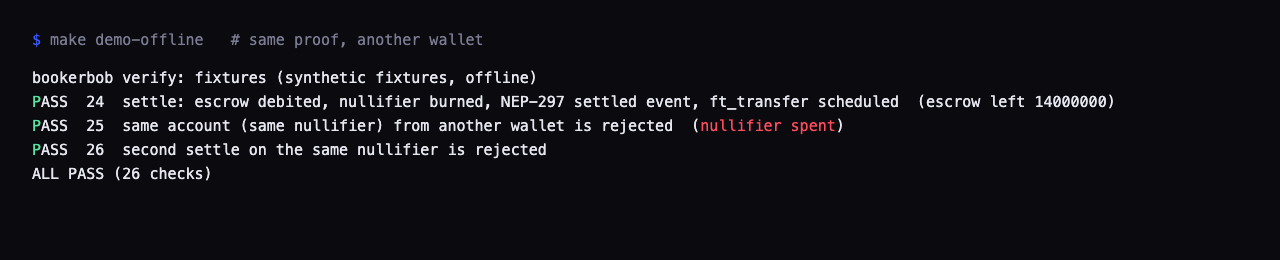 $ make demo-offline   # same proof, another wallet
bookerbob verify: fixtures (synthetic fixtures, offline)
PASS  24  settle: escrow debited, nullifier burned, NEP-297 settled event, ft_transfer scheduled  (escrow left 14000000)
PASS  25  same account (same nullifier) from another wallet is rejected  (nullifier spent)
PASS  26  second settle on the same nullifier is rejected
ALL PASS (26 checks)